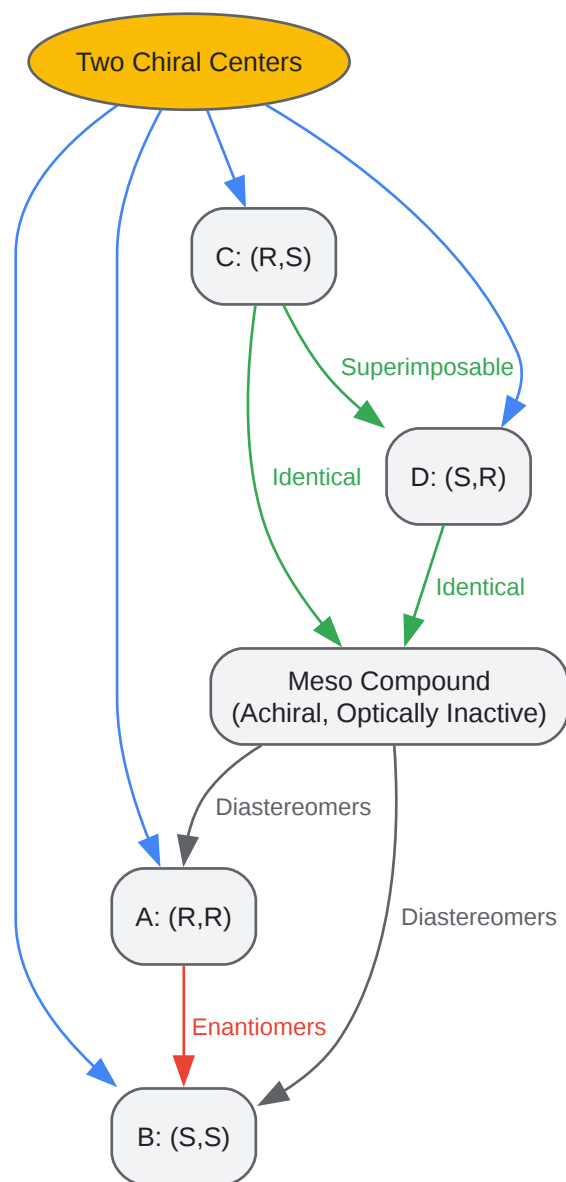 Two Chiral Centers
C: (R,S)
Superimposable
Identical
D: (S,R)
Identical
Meso Compound
(Achiral, Optically Inactive)
Diastereomers
A: (R,R)
Diastereomers
Enantiomers
B: (S,S)